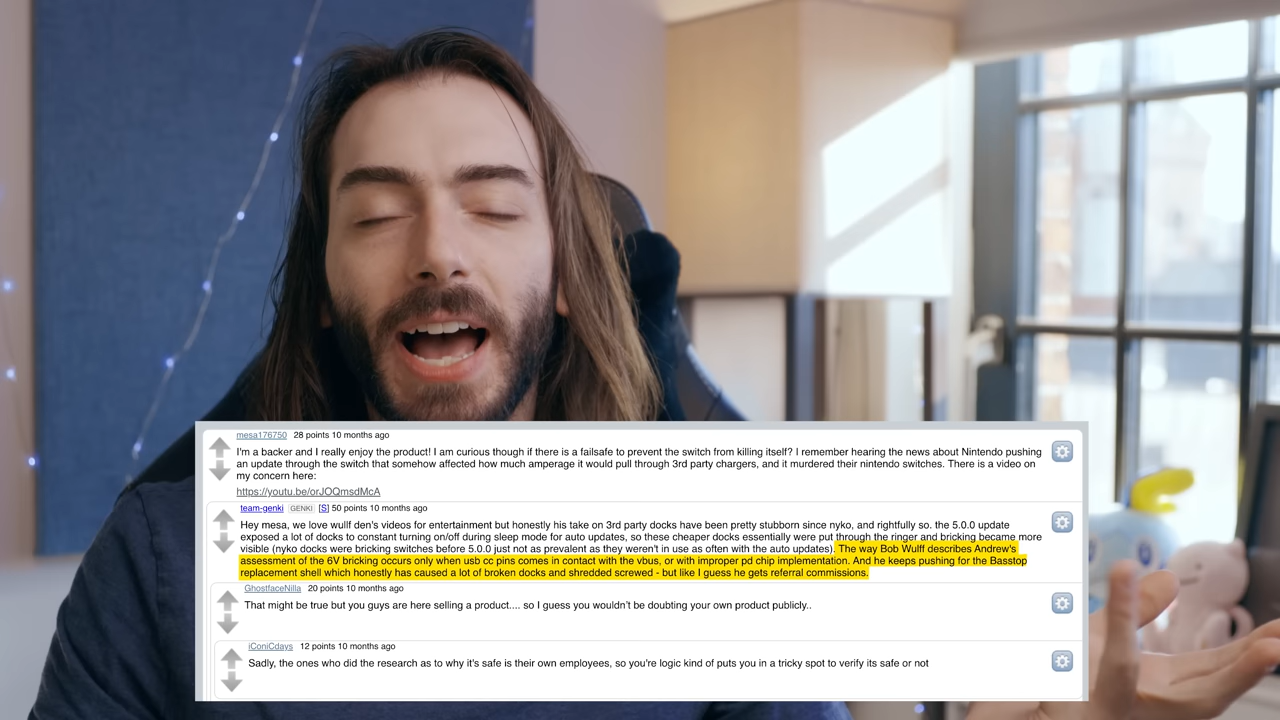 mesa176750 28 points 10 months ago
I'm a backer and I really enjoy the product! I am curious though if there is a failsafe to prevent the switch from killing itself? I remember hearing the news about Nintendo pushing
an update through the switch that somehow affected how much amperage it would pull through 3rd party chargers, and it murdered their nintendo switches. There is a video on
my concern here:
https://youtu.be/orJOQmsdMcA
team-genki GENKI [S] 50 points 10 months ago
Hey mesa, we love wullf den's videos for entertainment but honestly his take on 3rd party docks have been pretty stubborn since nyko, and rightfully so. the 5.0.0 update
exposed a lot of docks to constant turning on/off during sleep mode for auto updates, so these cheaper docks essentially were put through the ringer and bricking became more
visible (nyko docks were bricking switches before 5.0.0 just not as prevalent as they weren't in use as often with the auto updates). The way Bob Wulff describes Andrew's
assessment of the 6V bricking occurs only when usb cc pins comes in contact with the vbus, or with improper pd chip implementation. And he keeps pushing for the Basstop
replacement shell which honestly has caused a lot of broken docks and shredded screwed - but like I guess he gets referral commissions.
GhostfaceNilla 20 points 10 months ago
That might be true but you guys are here selling a product.... so I guess you wouldn't be doubting your own product publicly..
iConiCdays 12 points 10 months ago
Sadly, the ones who did the research as to why it's safe is their own employees, so you're logic kind of puts you in a tricky spot to verify its safe or not